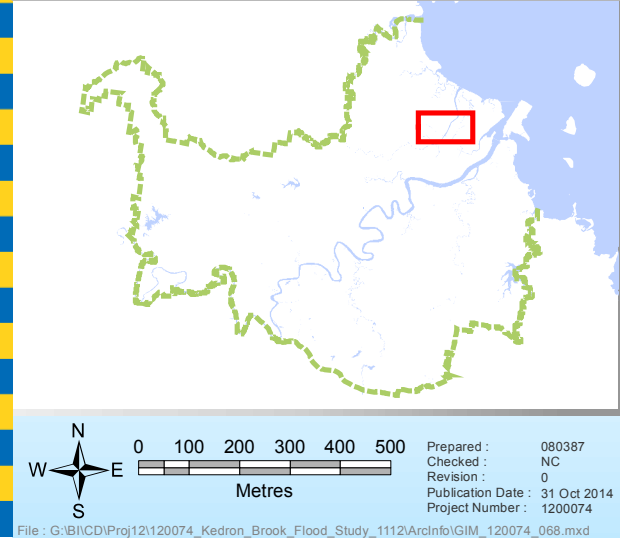 N
W E
S
0 100 200 300 400 500
Metres
Prepared : 080387
Checked : NC
Revision : 0
Publication Date : 31 Oct 2014
Project Number : 1200074
File : G:\BI\CD\Proj12\120074_Kedron_Brook_Flood_Study_1112\ArcInfo\GIM_120074_068.mxd